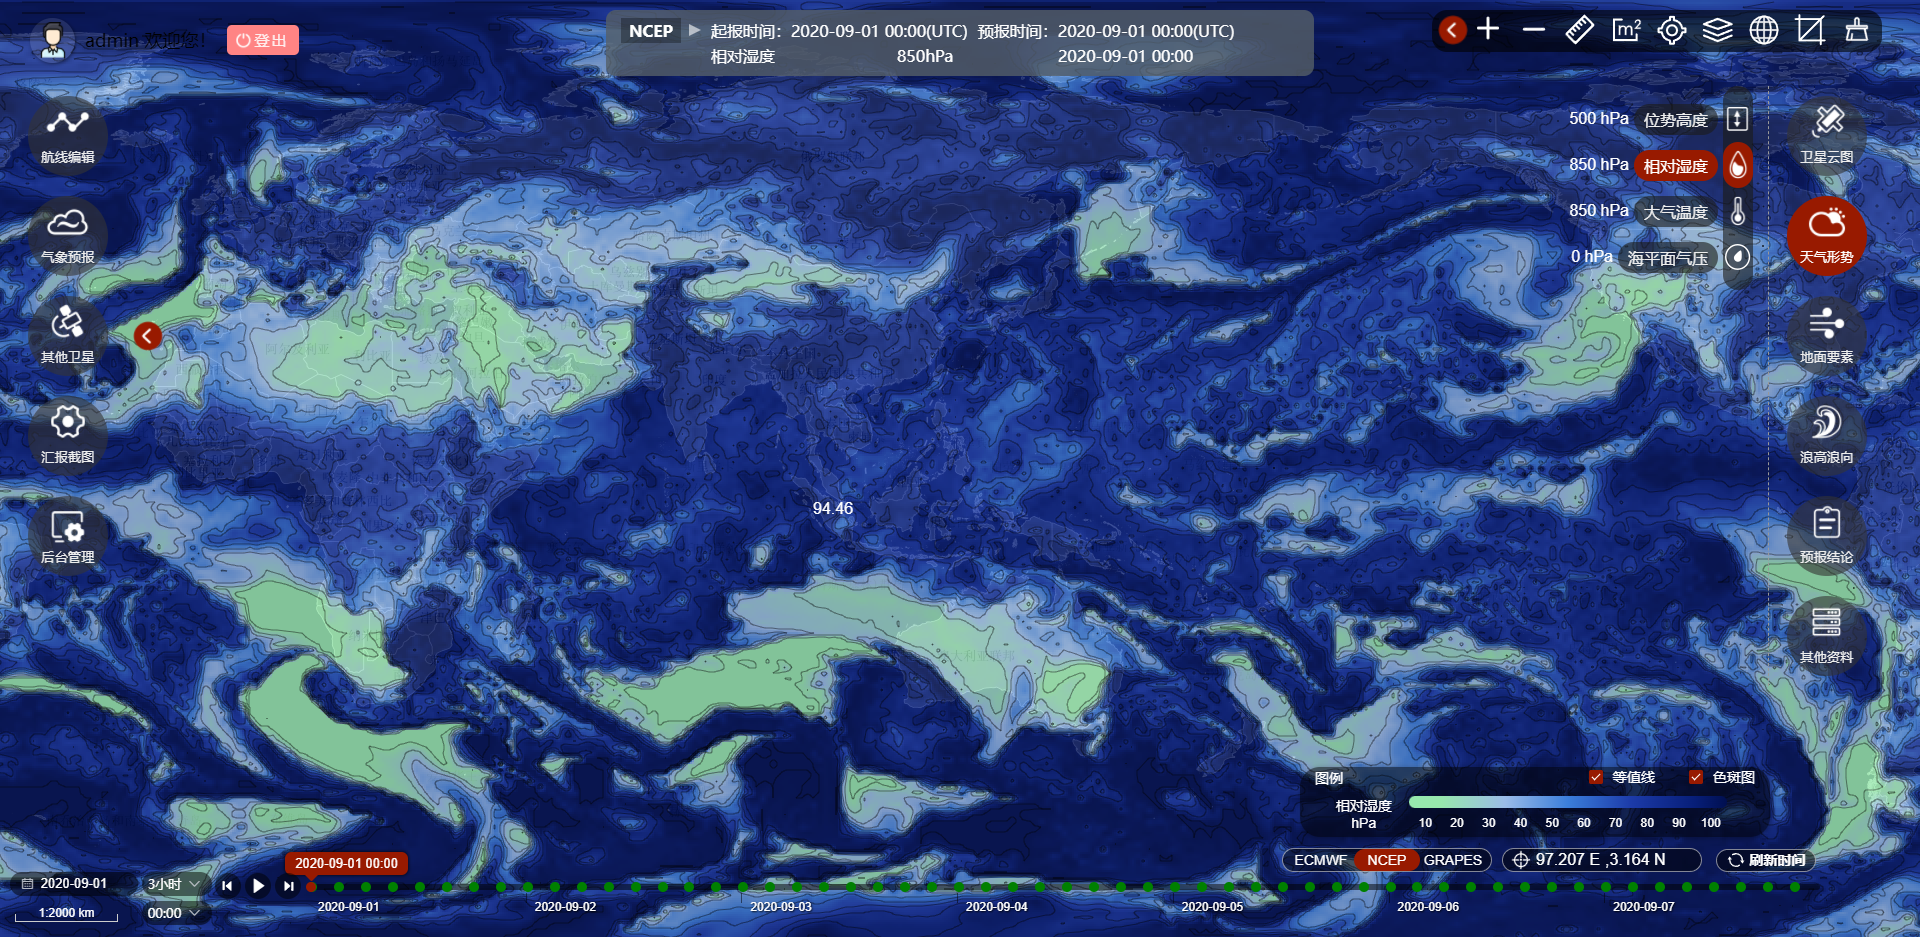 admin 欢迎您！
登出
NCEP ▶ 起报时间：2020-09-01 00:00(UTC) 预报时间：2020-09-01 00:00(UTC)
相对湿度 850hPa 2020-09-01 00:00
m²
航线编辑
气象预报
其他卫星
汇报截图
后台管理
500 hPa 位势高度
850 hPa 相对湿度
850 hPa 大气温度
0 hPa 海平面气压
卫星云图
天气形势
地面要素
浪高浪向
预报结论
其他资料
94.46
图例 等值线 色斑图
相对湿度
hPa
10 20 30 40 50 60 70 80 90 100
ECMWF NCEP GRAPES
97.207 E ,3.164 N
刷新时间
2020-09-01 00:00
2020-09-01
3小时
00:00
1:2000 km
2020-09-01 2020-09-02 2020-09-03 2020-09-04 2020-09-05 2020-09-06 2020-09-07